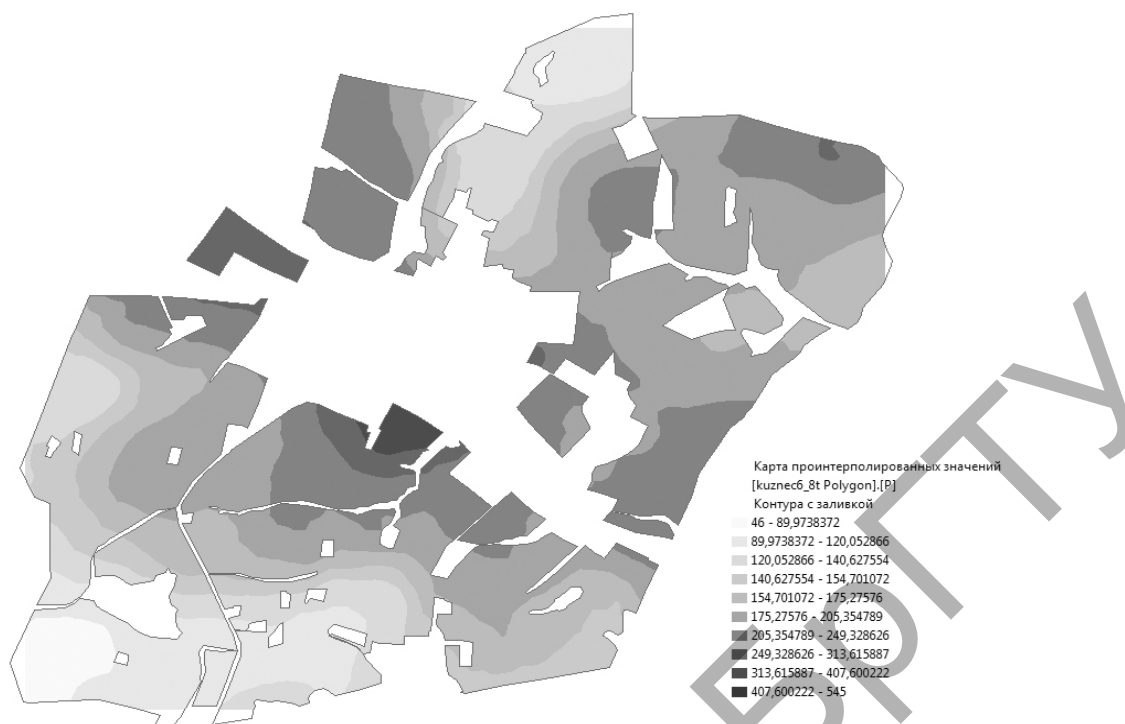 Карта проинтерполированных значений
[kuznec6_8t Polygon].[P]
Контура с заливкой
46 - 89,9738372
89,9738372 - 120,052866
120,052866 - 140,627554
140,627554 - 154,701072
154,701072 - 175,27576
175,27576 - 205,354789
205,354789 - 249,328626
249,328626 - 313,615887
313,615887 - 407,600222
407,600222 - 545
БрГТУ